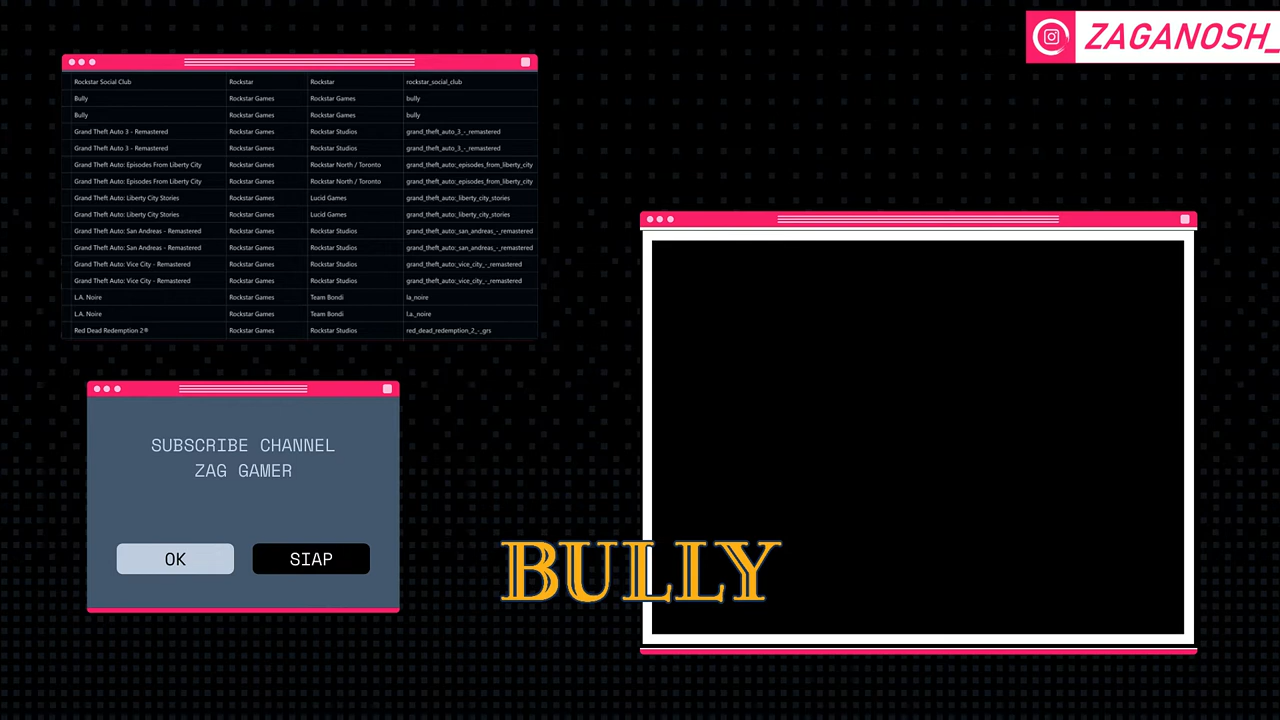 ZAGANOSH_
Rockstar Social Club Rockstar Rockstar rockstar_social_club
Bully Rockstar Games Rockstar Games bully
Bully Rockstar Games Rockstar Games bully
Grand Theft Auto 3 - Remastered Rockstar Games Rockstar Studios grand_theft_auto_3_-_remastered
Grand Theft Auto 3 - Remastered Rockstar Games Rockstar Studios grand_theft_auto_3_-_remastered
Grand Theft Auto: Episodes From Liberty City Rockstar Games Rockstar North / Toronto grand_theft_auto:_episodes_from_liberty_city
Grand Theft Auto: Episodes From Liberty City Rockstar Games Rockstar North / Toronto grand_theft_auto:_episodes_from_liberty_city
Grand Theft Auto: Liberty City Stories Rockstar Games Lucid Games grand_theft_auto:_liberty_city_stories
Grand Theft Auto: Liberty City Stories Rockstar Games Lucid Games grand_theft_auto:_liberty_city_stories
Grand Theft Auto: San Andreas - Remastered Rockstar Games Rockstar Studios grand_theft_auto:_san_andreas_-_remastered
Grand Theft Auto: San Andreas - Remastered Rockstar Games Rockstar Studios grand_theft_auto:_san_andreas_-_remastered
Grand Theft Auto: Vice City - Remastered Rockstar Games Rockstar Studios grand_theft_auto:_vice_city_-_remastered
Grand Theft Auto: Vice City - Remastered Rockstar Games Rockstar Studios grand_theft_auto:_vice_city_-_remastered
L.A. Noire Rockstar Games Team Bondi la_noire
L.A. Noire Rockstar Games Team Bondi l.a._noire
Red Dead Redemption 2® Rockstar Games Rockstar Studios red_dead_redemption_2_-_grs
SUBSCRIBE CHANNEL
ZAG GAMER
OK SIAP
BULLY